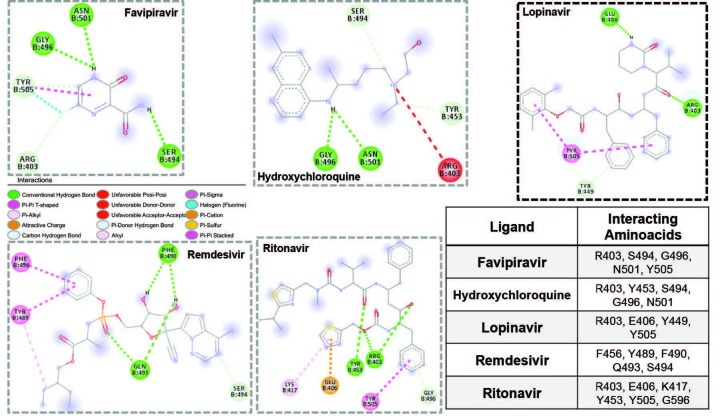 Favipiravir
ASN
B:501
GLY
B:496
TYR
B:505
H
ARG
B:403
SER
B:494
Interactions
Conventional Hydrogen Bond
Pi-Pi T-shaped
Pi-Alkyl
Attractive Charge
Carbon Hydrogen Bond
Unfavorable Posi-Posi
Unfavorable Donor-Donor
Unfavorable Acceptor-Accept
Pi-Donor Hydrogen Bond
Alkyl
Pi-Sigma
Halogen (Fluorine)
Pi-Cation
Pi-Sulfur
Pi-Pi Stacked
SER
B:494
TYR
B:453
GLY
B:496
ASN
B:501
ARG
B:403
Hydroxychloroquine
Lopinavir
GLU
B:406
ARG
B:403
TYR
B:505
TYR
B:449
Remdesivir
PHE
B:490
PHE
B:456
TYR
B:489
GLN
B:493
SER
B:494
Ritonavir
TYR
B:453
ARG
B:403
LYS
B:417
GLU
B:406
TYR
B:505
GLY
B:496
Ligand
Interacting
Aminoacids
Favipiravir
R403, S494, G496,
N501, Y505
Hydroxychloroquine
R403, Y453, S494,
G496, N501
Lopinavir
R403, E406, Y449,
Y505
Remdesivir
F456, Y489, F490,
Q493, S494
Ritonavir
R403, E406, K417,
Y453, Y505, G596